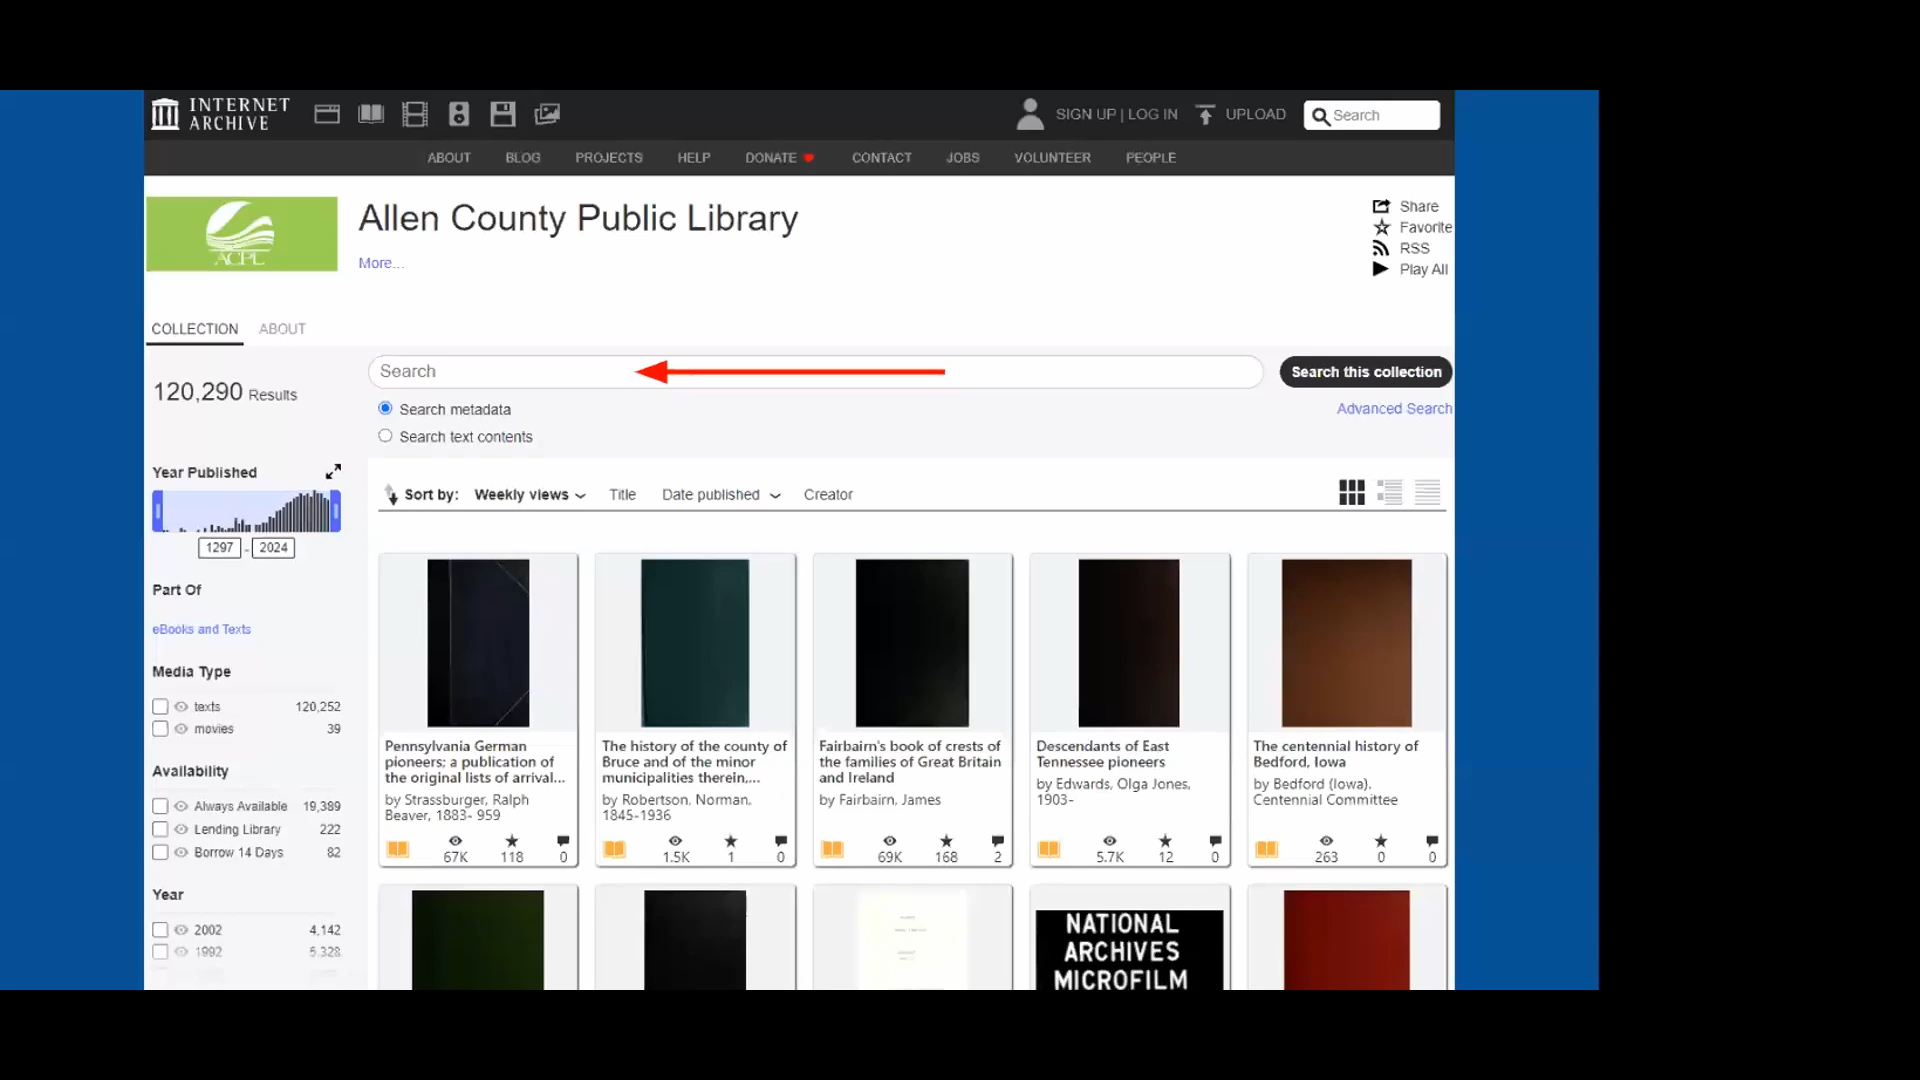 INTERNET
ARCHIVE
SIGN UP | LOG IN
UPLOAD
Search
ABOUT
BLOG
PROJECTS
HELP
DONATE
CONTACT
JOBS
VOLUNTEER
PEOPLE
ACPL
Allen County Public Library
More...
Share
Favorite
RSS
Play All
COLLECTION
ABOUT
120,290 Results
Search
Search this collection
Search metadata
Advanced Search
Search text contents
Year Published
1297 - 2024
Part Of
eBooks and Texts
Media Type
texts 120,252
movies 39
Availability
Always Available 19,389
Lending Library 222
Borrow 14 Days 82
Year
2002 4,142
1992 5,328
Sort by: Weekly views Title Date published Creator
Pennsylvania German
pioneers; a publication of
the original lists of arrival...
by Strassburger, Ralph
Beaver, 1883- 959
67K 118 0
The history of the county of
Bruce and of the minor
municipalities therein,...
by Robertson, Norman,
1845-1936
1.5K 1 0
Fairbairn's book of crests of
the families of Great Britain
and Ireland
by Fairbairn, James
69K 168 2
Descendants of East
Tennessee pioneers
by Edwards, Olga Jones,
1903-
5.7K 12 0
The centennial history of
Bedford, Iowa
by Bedford (Iowa).
Centennial Committee
263 0 0
NATIONAL
ARCHIVES
MICROFILM